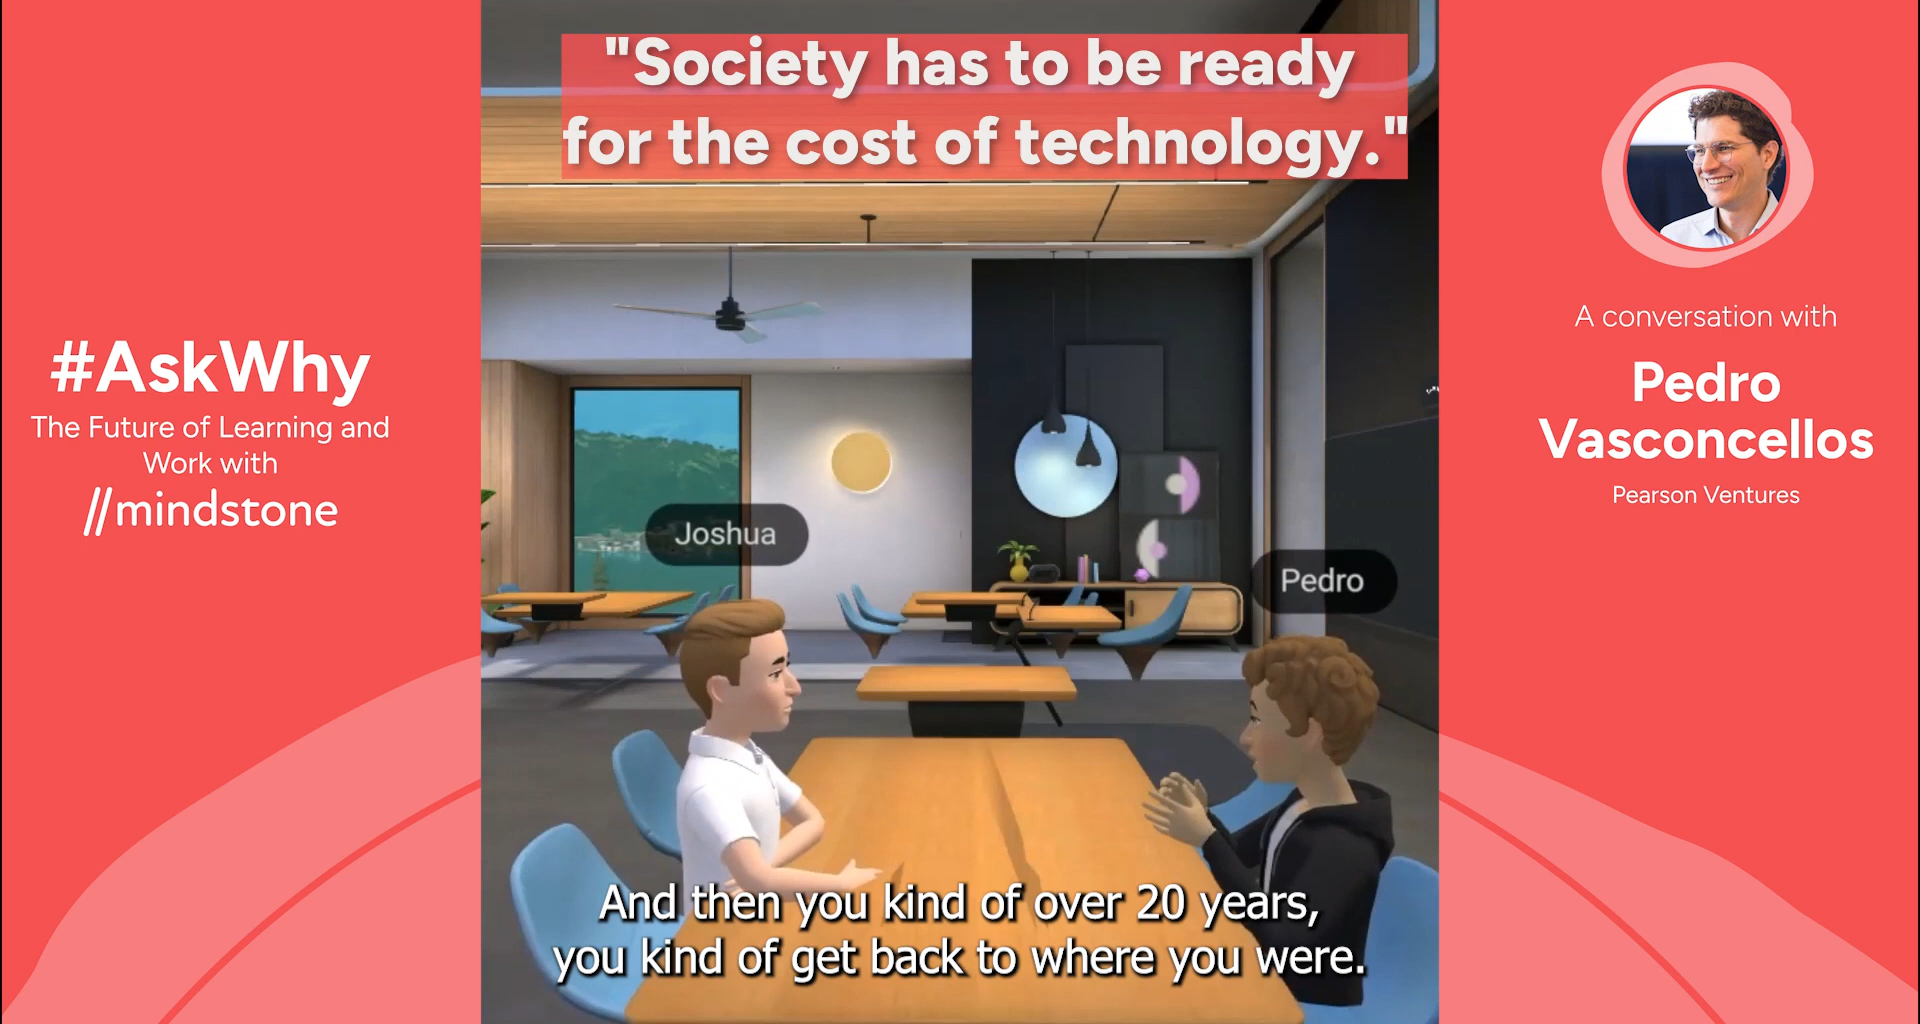 "Society has to be ready
for the cost of technology."
#AskWhy
The Future of Learning and
Work with
//mindstone
A conversation with
Pedro
Vasconcellos
Pearson Ventures
Joshua
Pedro
And then you kind of over 20 years,
you kind of get back to where you were.